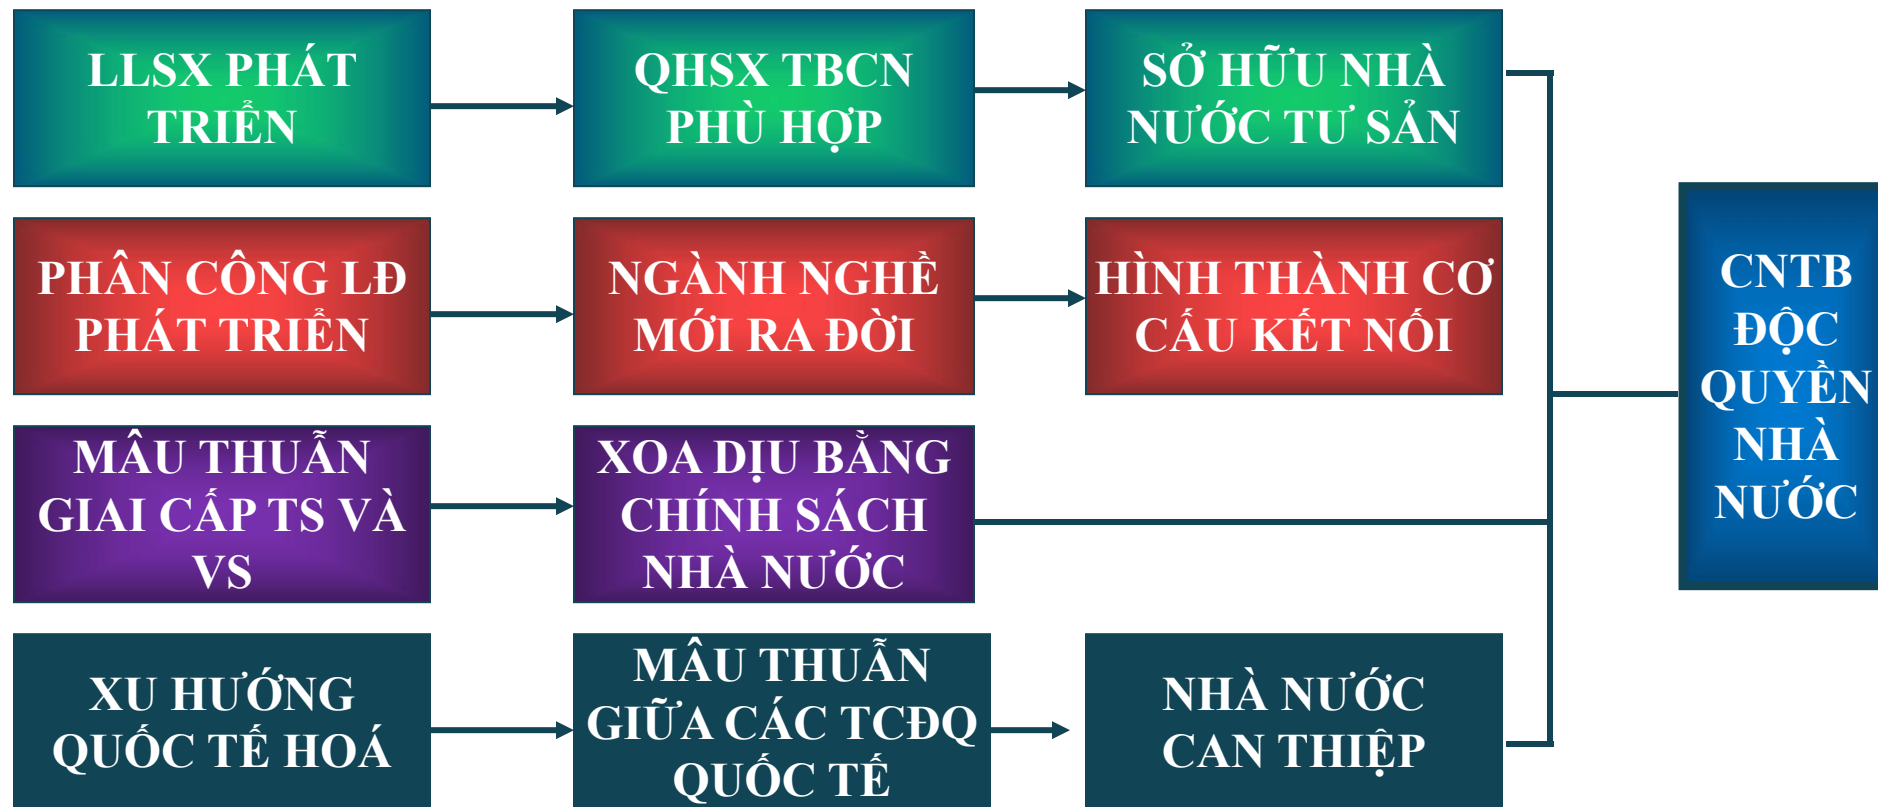 LLSX PHÁT
TRIỂN
QHSX TBCN
PHÙ HỢP
SỞ HỮU NHÀ
NƯỚC TƯ SẢN
PHÂN CÔNG LĐ
PHÁT TRIỂN
NGÀNH NGHỀ
MỚI RA ĐỜI
HÌNH THÀNH CƠ
CẤU KẾT NỐI
MÂU THUẪN
GIAI CẤP TS VÀ
VS
XOA DỊU BẰNG
CHÍNH SÁCH
NHÀ NƯỚC
XU HƯỚNG
QUỐC TẾ HOÁ
MÂU THUẪN
GIỮA CÁC TCĐQ
QUỐC TẾ
NHÀ NƯỚC
CAN THIỆP
CNTB
ĐỘC
QUYỀN
NHÀ
NƯỚC